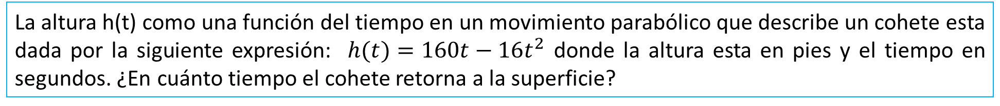 La altura h(t) como una función del tiempo en un movimiento parabólico que describe un cohete esta
dada por la siguiente expresión: h(t) = 160t − 16t² donde la altura esta en pies y el tiempo en
segundos. ¿En cuánto tiempo el cohete retorna a la superficie?